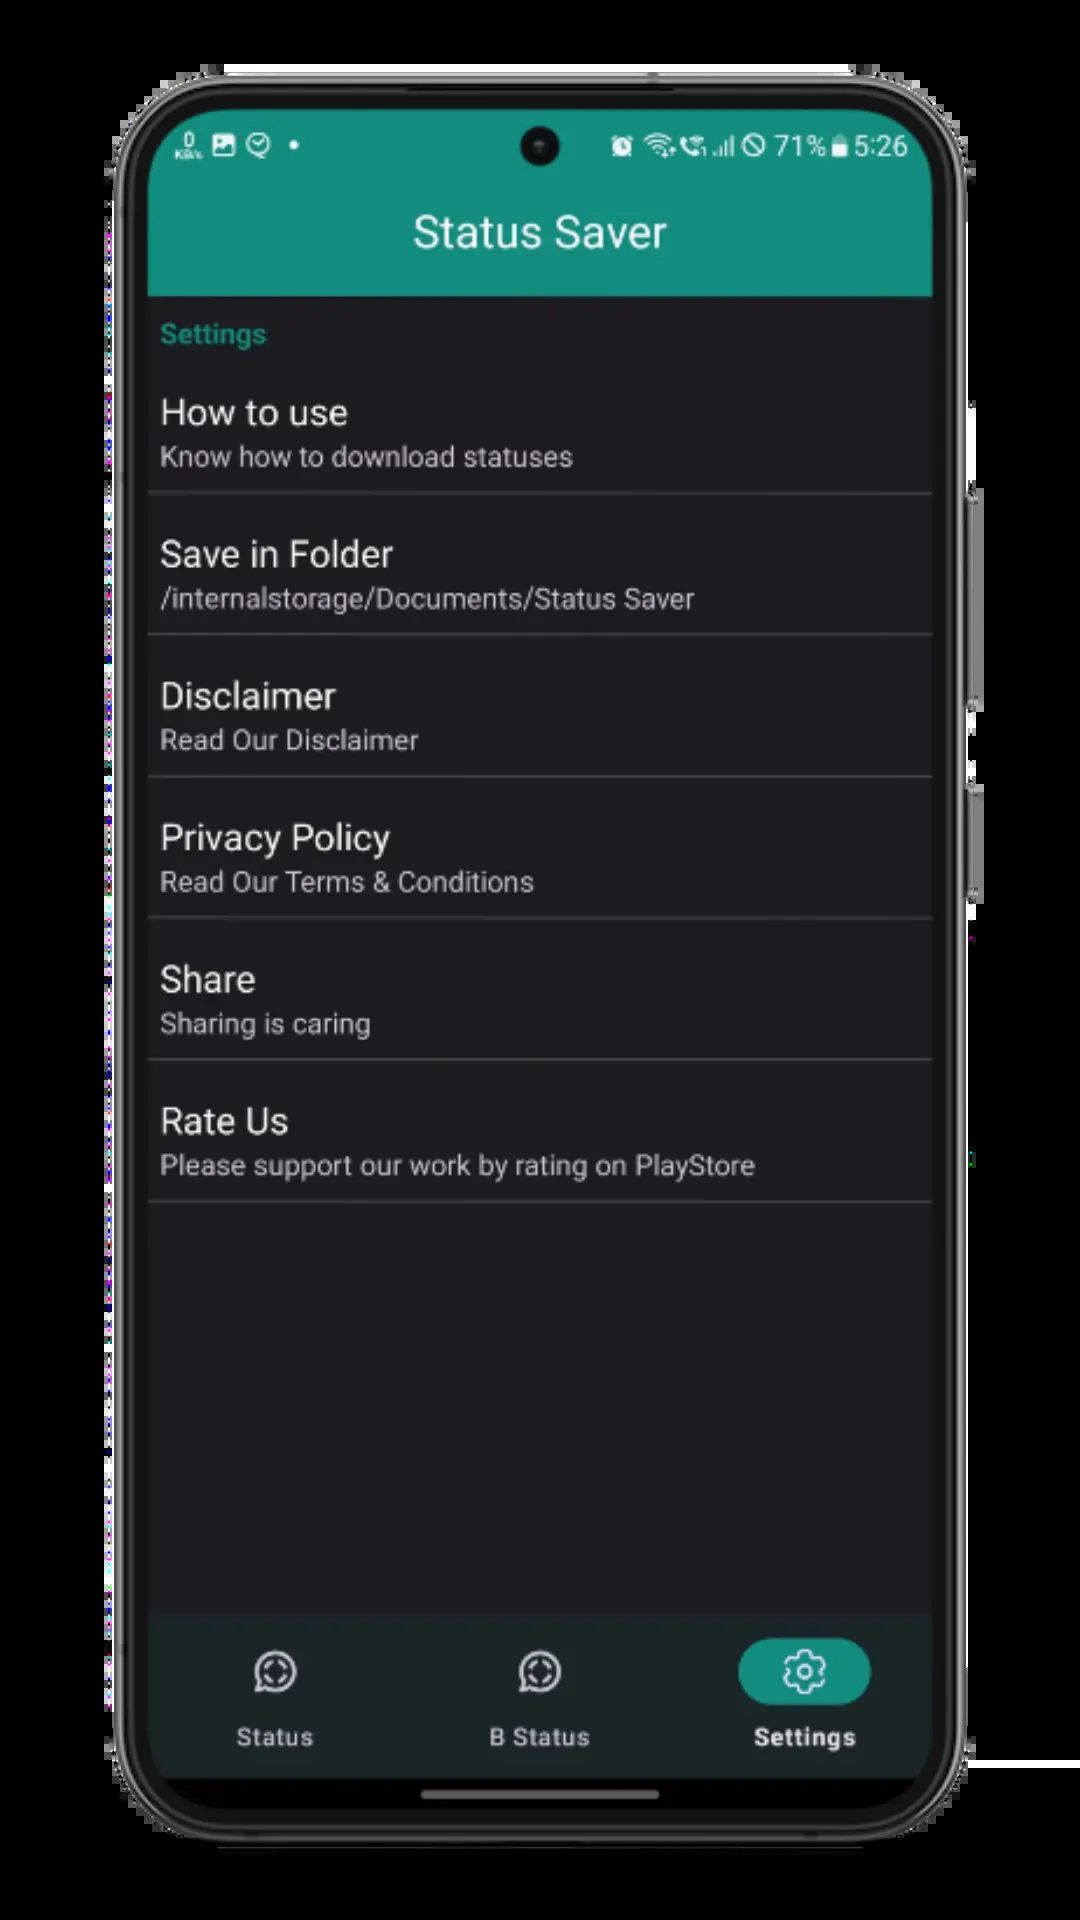 0
KB/s
71%
5:26
Status Saver
Settings
How to use
Know how to download statuses
Save in Folder
/internalstorage/Documents/Status Saver
Disclaimer
Read Our Disclaimer
Privacy Policy
Read Our Terms & Conditions
Share
Sharing is caring
Rate Us
Please support our work by rating on PlayStore
Status
B Status
Settings